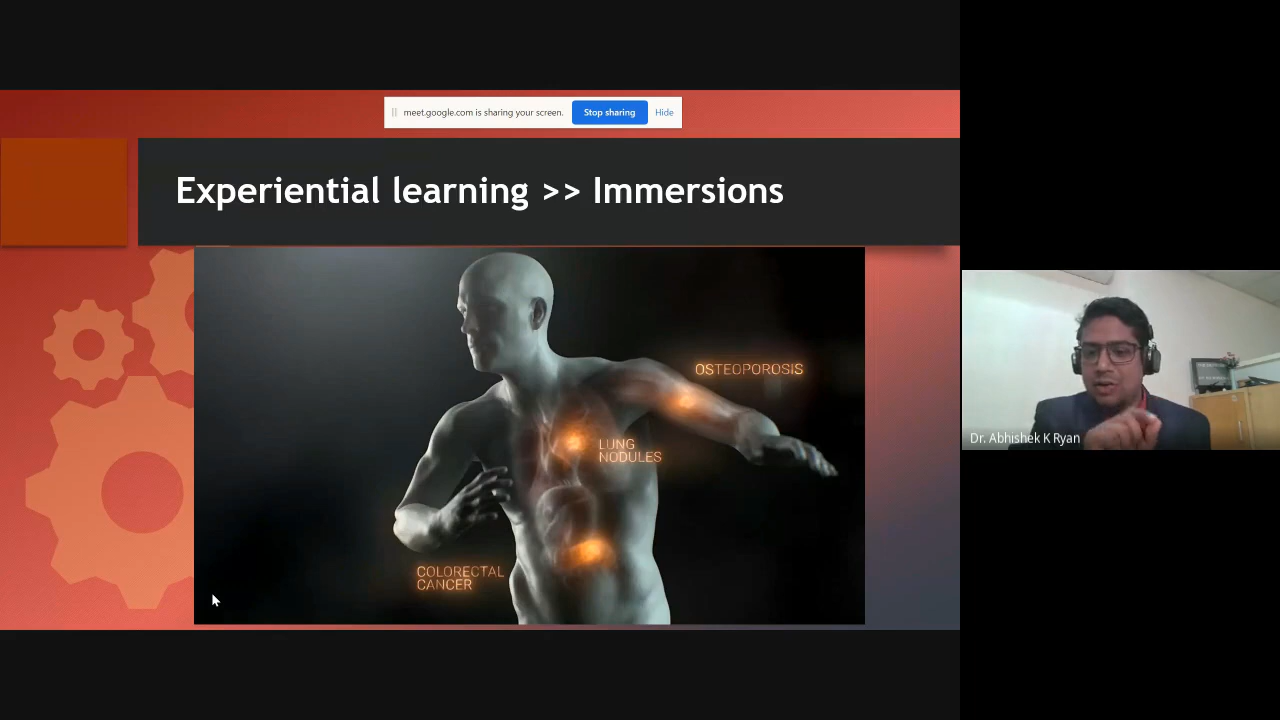 meet.google.com is sharing your screen.
Stop sharing
Hide
Experiential learning >> Immersions
OSTEOPOROSIS
LUNG
NODULES
COLORECTAL
CANCER
Dr. Abhishek K Ryan